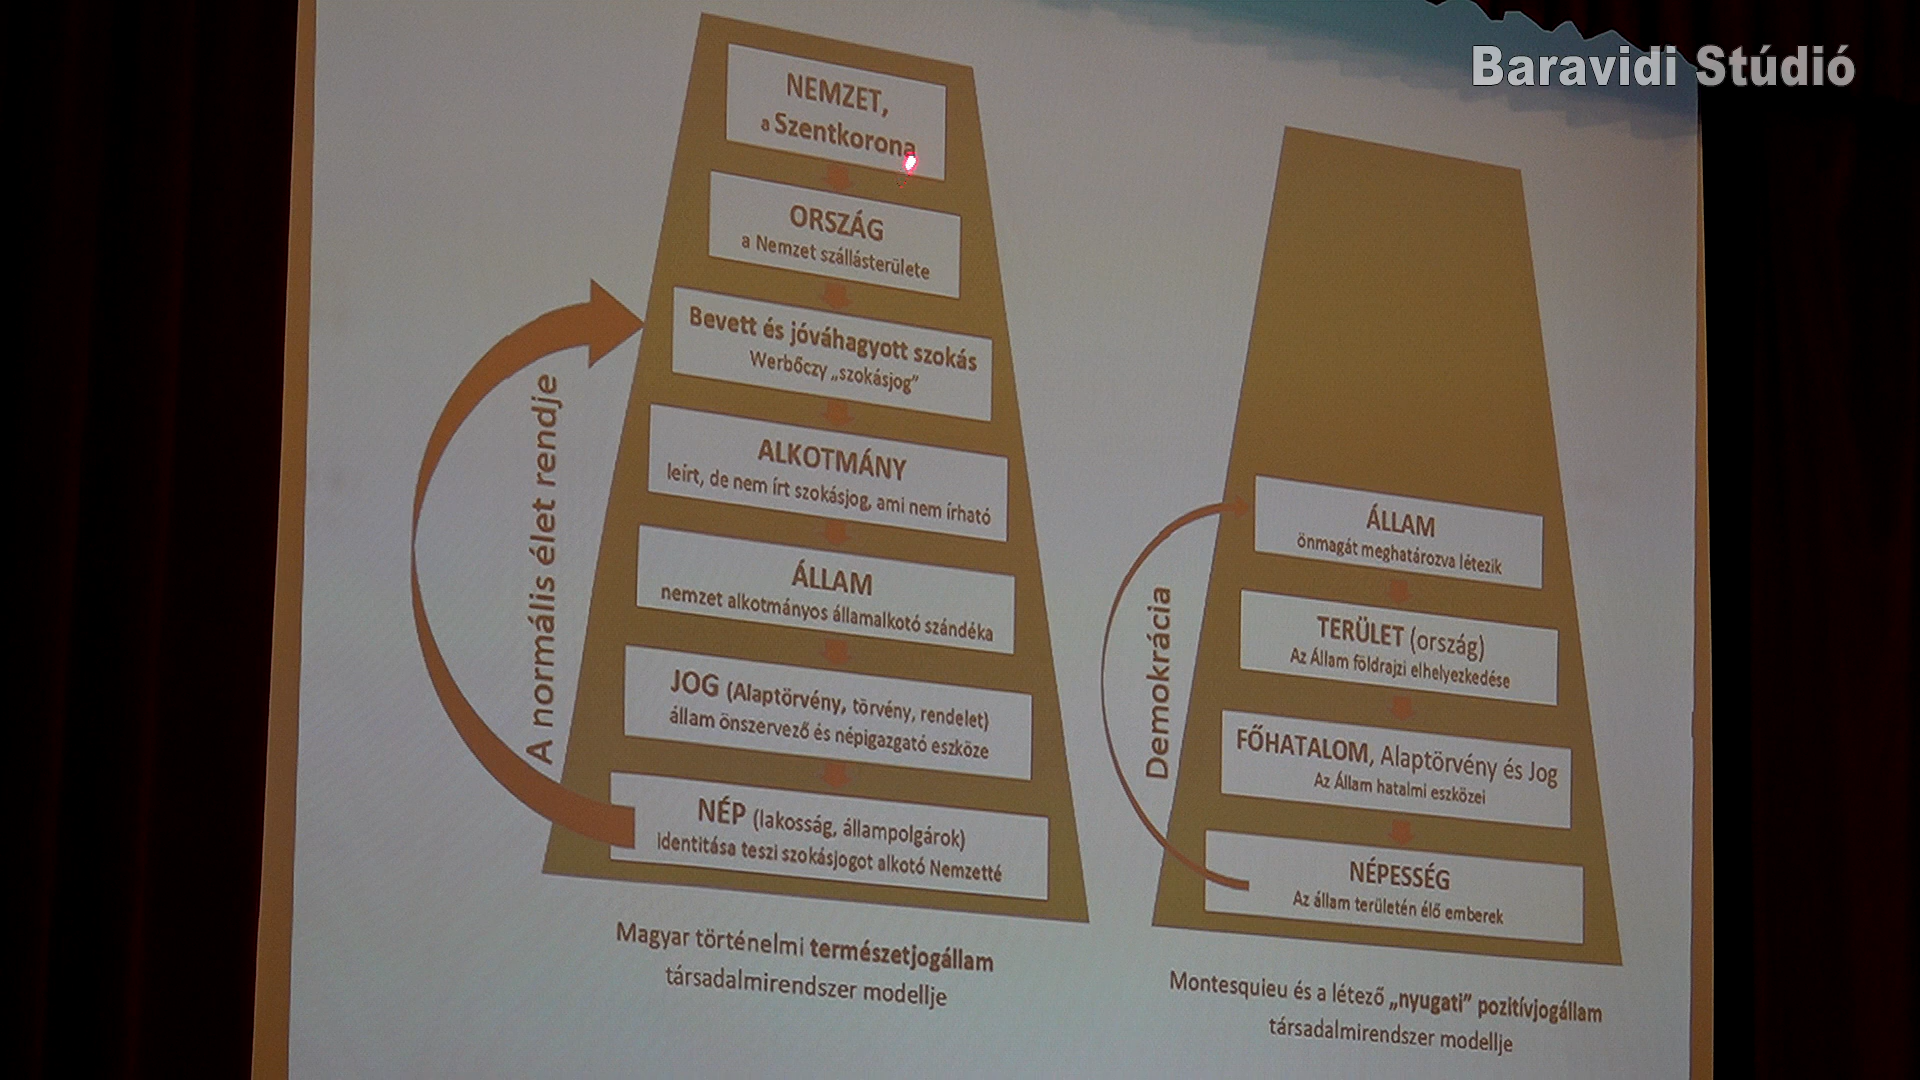 Baravidi Stúdió
NEMZET,
a Szentkorona
ORSZÁG
a Nemzet szállásterülete
Bevett és jóváhagyott szokás
Werbőczy „szokásjog”
ALKOTMÁNY
leírt, de nem írt szokásjog, ami nem írható
ÁLLAM
nemzet alkotmányos államalkotó szándéka
JOG (Alaptörvény, törvény, rendelet)
állam önszervező és népigazgató eszköze
NÉP (lakosság, állampolgárok)
identitása teszi szokásjogot alkotó Nemzetté
A normális élet rendje
Magyar történelmi természetjogállam
társadalmirendszer modellje
ÁLLAM
önmagát meghatározva létezik
TERÜLET (ország)
Az Állam földrajzi elhelyezkedése
FŐHATALOM, Alaptörvény és Jog
Az Állam hatalmi eszközei
NÉPESSÉG
Az állam területén élő emberek
Demokrácia
Montesquieu és a létező „nyugati” pozitívjogállam
társadalmirendszer modellje